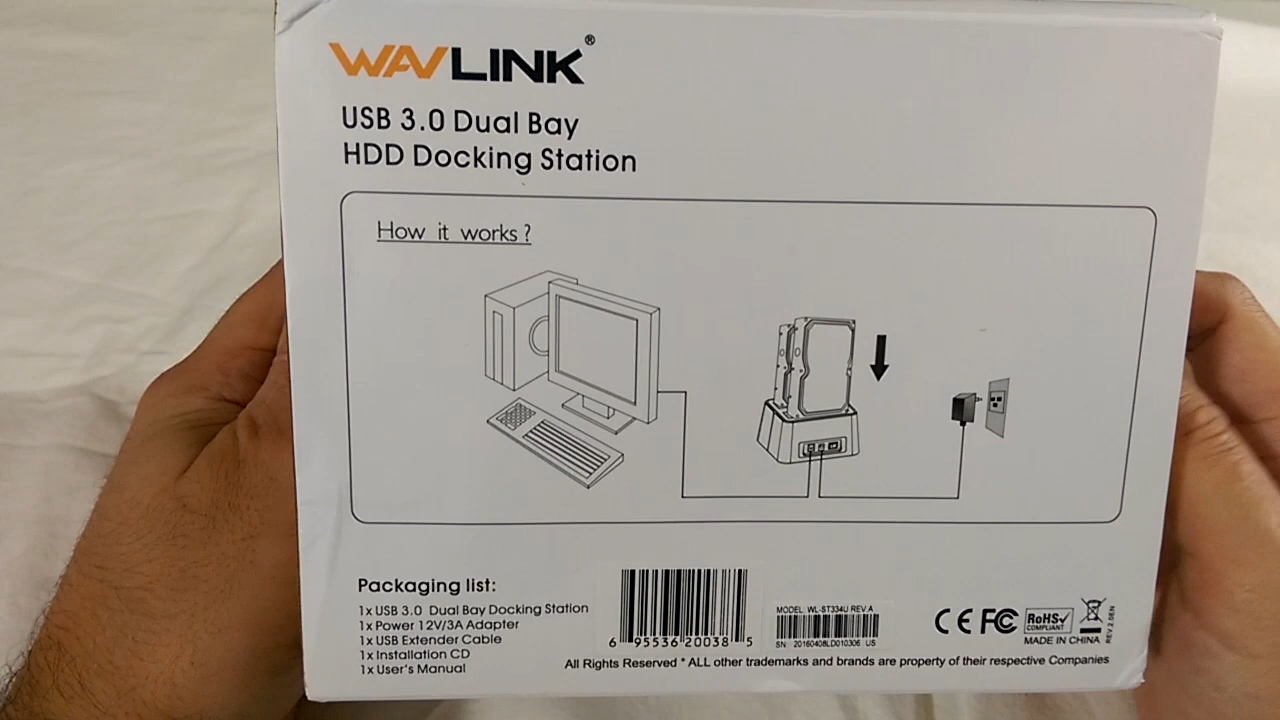 WAVLINK®
USB 3.0 Dual Bay
HDD Docking Station
How it works?
Packaging list:
1x USB 3.0 Dual Bay Docking Station
1x Power 12V/3A Adapter
1x USB Extender Cable
1x Installation CD
1x User's Manual
6 95536 20038 5
MODEL: WL-ST334U REV.A
SN: 20160408LD010306 US
CE FC RoHS
COMPLIANT
MADE IN CHINA
REV:2.5EN
All Rights Reserved * ALL other trademarks and brands are property of their respective Companies